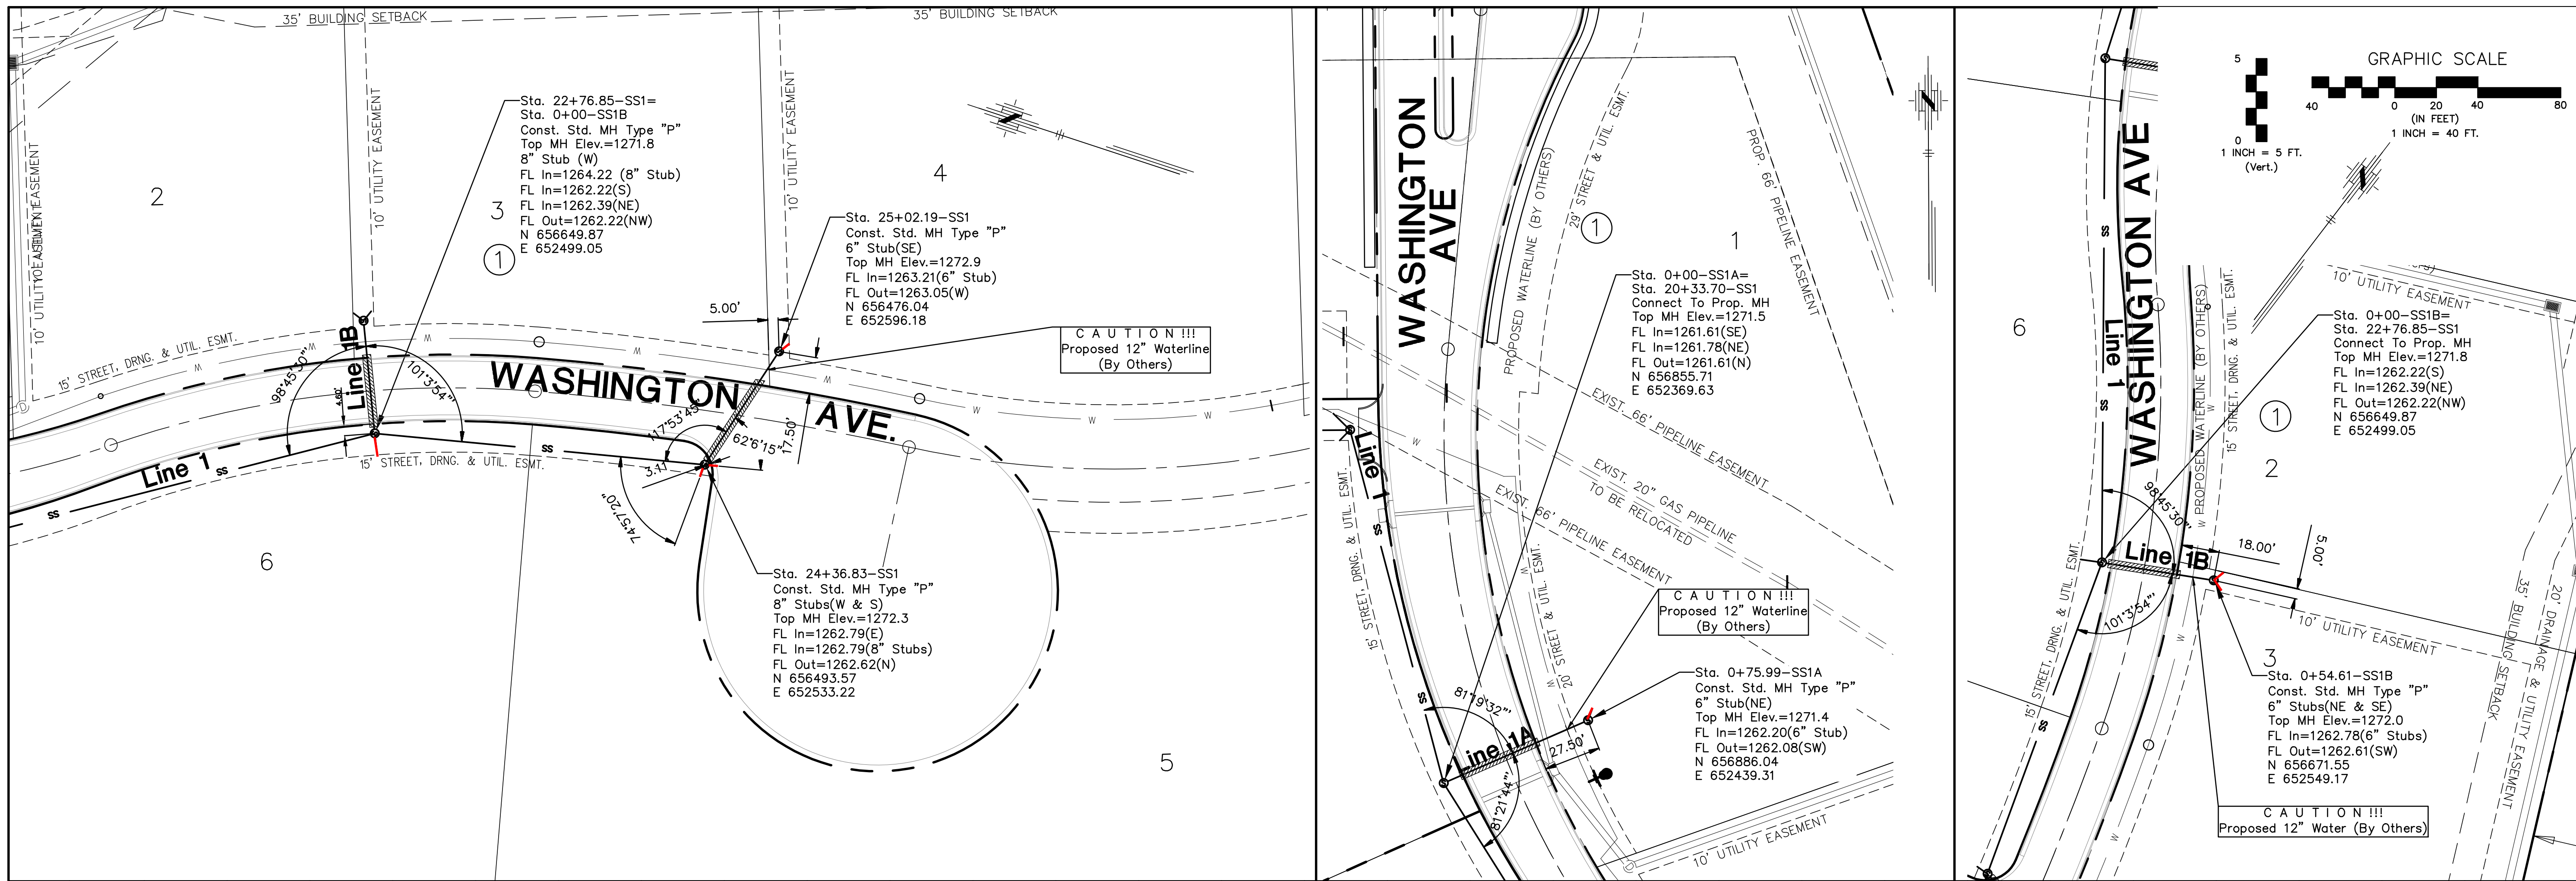 35' BUILDING SETBACK
35' BUILDING SETBACK
10' UTILITY EASEMENT
10' UTILITY EASEMENT
10' UTILITY EASEMENT
10' UTILITY EASEMENT
2
3
1
4
Sta. 22+76.85-SS1=
Sta. 0+00-SS1B
Const. Std. MH Type "P"
Top MH Elev.=1271.8
8" Stub (W)
FL In=1264.22 (8" Stub)
FL In=1262.22(S)
FL In=1262.39(NE)
FL Out=1262.22(NW)
N 656649.87
E 652499.05
Sta. 25+02.19-SS1
Const. Std. MH Type "P"
6" Stub(SE)
Top MH Elev.=1272.9
FL In=1263.21(6" Stub)
FL Out=1263.05(W)
N 656476.04
E 652596.18
5.00'
C A U T I O N !!!
Proposed 12" Waterline
(By Others)
15' STREET, DRNG. & UTIL. ESMT.
98°45'30"
Line 1B
4.60'
101°3'54"
WASHINGTON AVE.
117°53'45"
62°6'15"
17.50'
3.11'
74°57'20"
15' STREET, DRNG. & UTIL. ESMT.
Line 1
SS
SS
SS
W
W
W
W
W
W
W
D
6
5
Sta. 24+36.83-SS1
Const. Std. MH Type "P"
8" Stubs(W & S)
Top MH Elev.=1272.3
FL In=1262.79(E)
FL In=1262.79(8" Stubs)
FL Out=1262.62(N)
N 656493.57
E 652533.22
WASHINGTON
AVE
PROPOSED WATERLINE (BY OTHERS)
29' STREET & UTIL. ESMT.
1
1
PROP. 66' PIPELINE EASEMENT
Sta. 0+00-SS1A=
Sta. 20+33.70-SS1
Connect To Prop. MH
Top MH Elev.=1271.5
FL In=1261.61(SE)
FL In=1261.78(NE)
FL Out=1261.61(N)
N 656855.71
E 652369.63
EXIST. 66' PIPELINE EASEMENT
EXIST. 20" GAS PIPELINE
TO BE RELOCATED
EXIST. 66' PIPELINE EASEMENT
Line 1
SS
SS
15' STREET, DRNG. & UTIL. ESMT.
20' STREET & UTIL. ESMT.
W
W
W
C A U T I O N !!!
Proposed 12" Waterline
(By Others)
Sta. 0+75.99-SS1A
Const. Std. MH Type "P"
6" Stub(NE)
Top MH Elev.=1271.4
FL In=1262.20(6" Stub)
FL Out=1262.08(SW)
N 656886.04
E 652439.31
81°19'32"
Line 1A
27.50'
81°21'44"
D
10' UTILITY EASEMENT
GRAPHIC SCALE
5
0
1 INCH = 5 FT.
(Vert.)
40
0
20
40
80
(IN FEET)
1 INCH = 40 FT.
WASHINGTON AVE
Line 1
SS
SS
SS
6
PROPOSED WATERLINE (BY OTHERS)
15' STREET, DRNG. & UTIL. ESMT.
10' UTILITY EASEMENT
Sta. 0+00-SS1B=
Sta. 22+76.85-SS1
Connect To Prop. MH
Top MH Elev.=1271.8
FL In=1262.22(S)
FL In=1262.39(NE)
FL Out=1262.22(NW)
N 656649.87
E 652499.05
1
2
98°45'30"
Line 1B
18.00'
5.00'
101°3'54"
W
W
W
W
15' STREET, DRNG. & UTIL. ESMT.
10' UTILITY EASEMENT
35' BUILDING SETBACK
20' DRAINAGE & UTILITY EASEMENT
3
Sta. 0+54.61-SS1B
Const. Std. MH Type "P"
6" Stubs(NE & SE)
Top MH Elev.=1272.0
FL In=1262.78(6" Stubs)
FL Out=1262.61(SW)
N 656671.55
E 652549.17
C A U T I O N !!!
Proposed 12" Water (By Others)